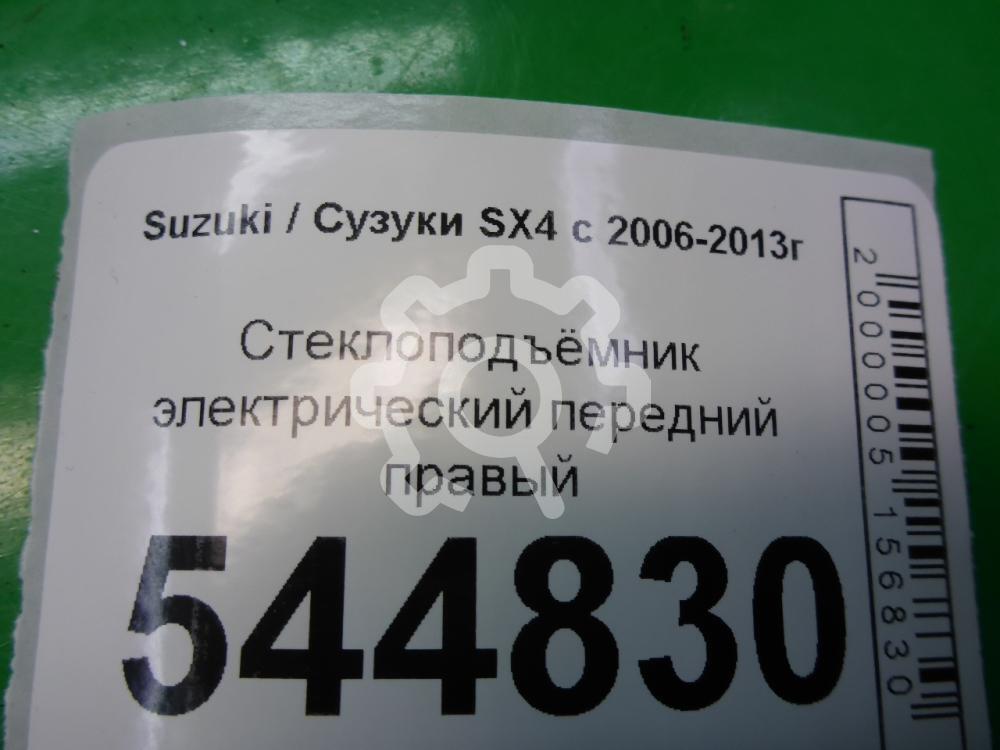 Suzuki / Сузуки SX4 с 2006-2013г
Стеклоподъёмник
электрический передний
правый
544830
2000005156830